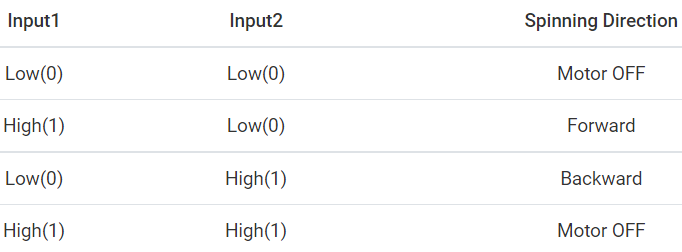 Input1 Input2 Spinning Direction
Low(0) Low(0) Motor OFF
High(1) Low(0) Forward
Low(0) High(1) Backward
High(1) High(1) Motor OFF